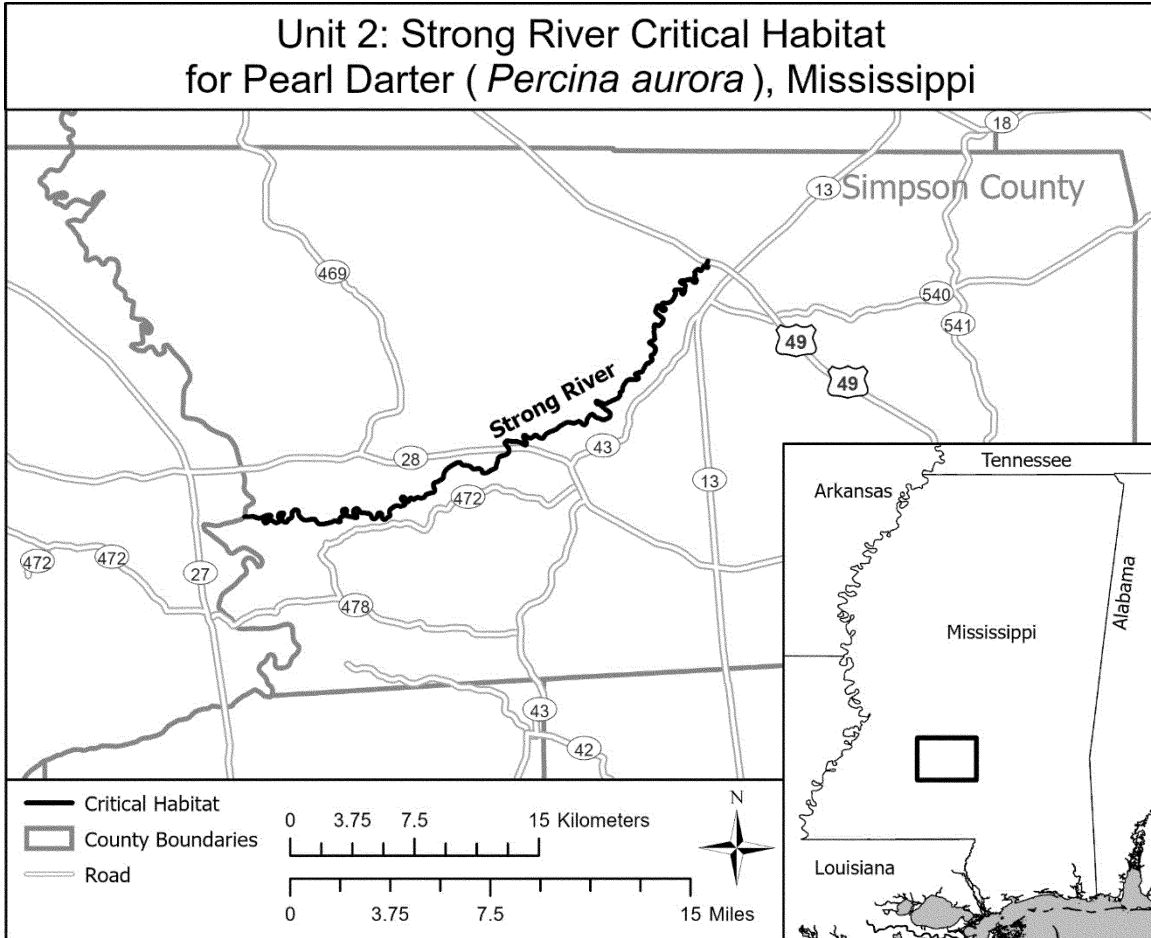 Unit 2: Strong River Critical Habitat
for Pearl Darter ( Percina aurora ), Mississippi
18
13
Simpson County
469
540
541
49
49
Strong River
43
28
13
472
472
472
27
478
43
42
Tennessee
Arkansas
Alabama
Mississippi
Louisiana
Critical Habitat
County Boundaries
Road
0 3.75 7.5 15 Kilometers
0 3.75 7.5 15 Miles
N